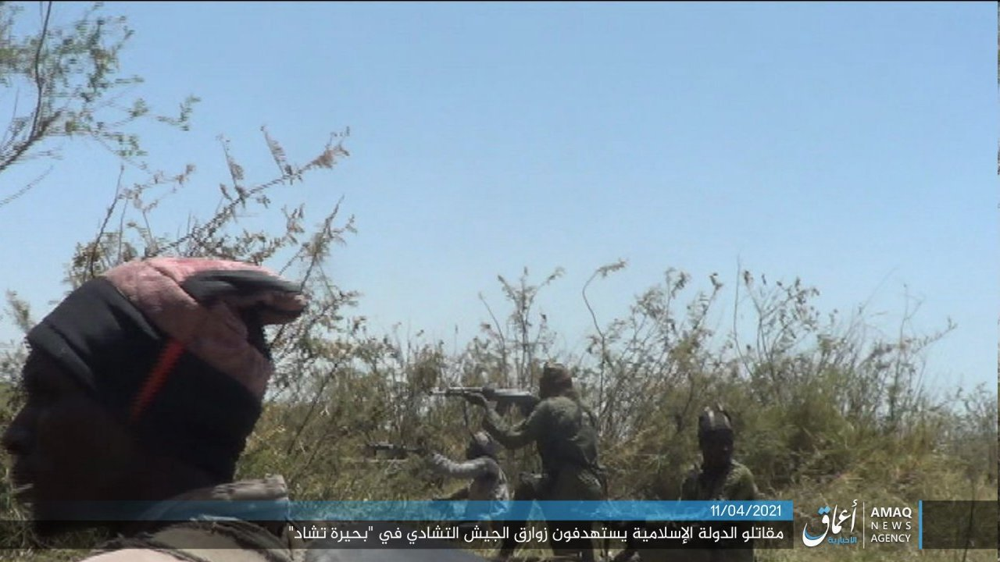 11/04/2021
مقاتلو الدولة الإسلامية يستهدفون زوارق الجيش التشادي في "بحيرة تشاد"
أعماق
الإخبارية
AMAQ
NEWS
AGENCY